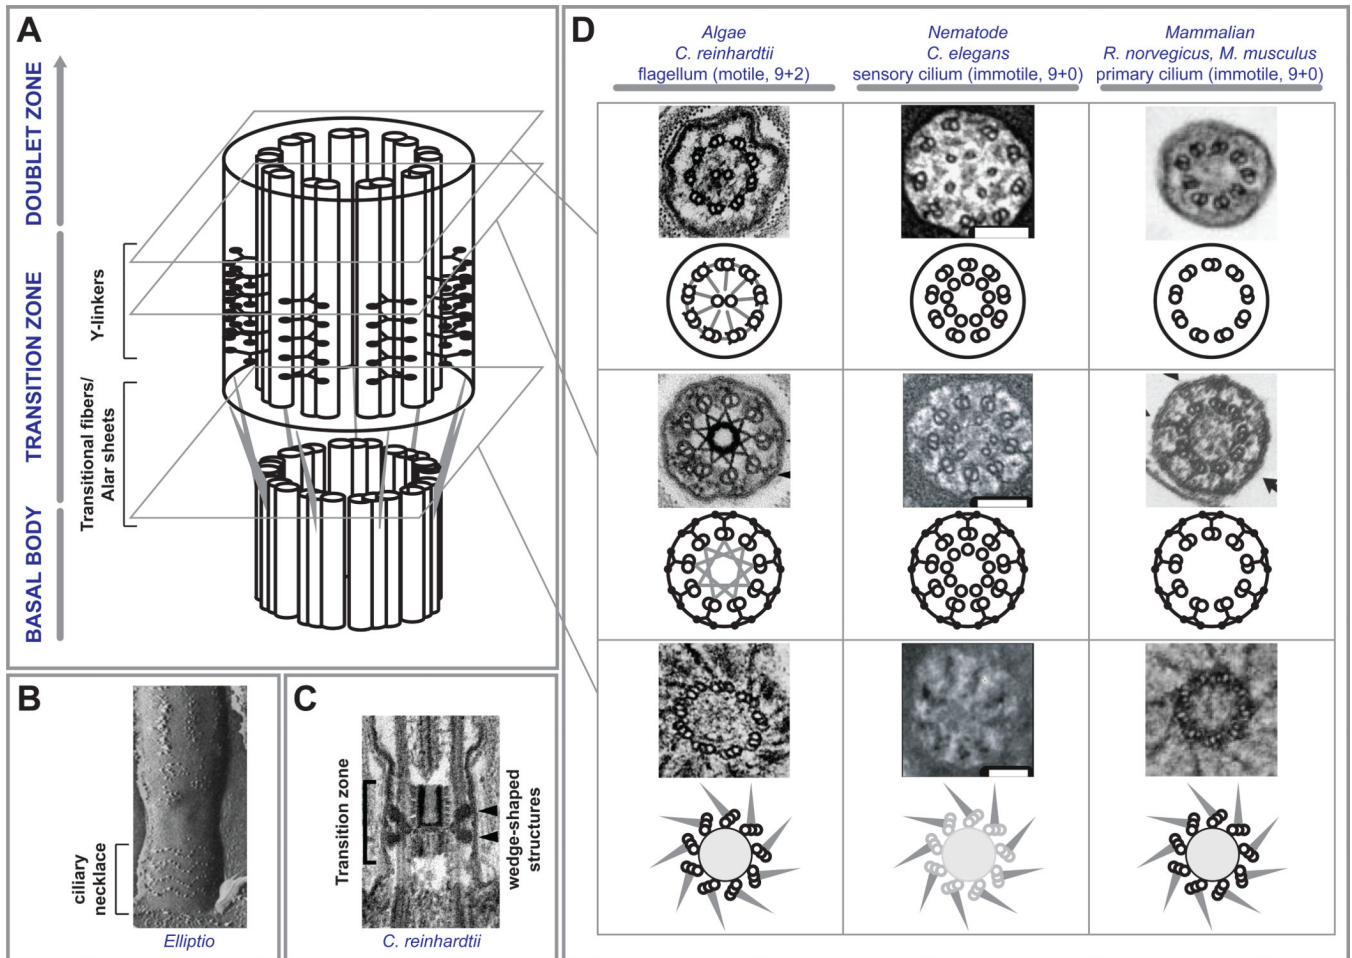 A
DOUBLET ZONE
TRANSITION ZONE
BASAL BODY
Y-linkers
Transitional fibers/
Alar sheets
B
ciliary
necklace
Elliptio
C
Transition zone
wedge-shaped
structures
C. reinhardtii
D
Algae
C. reinhardtii
flagellum (motile, 9+2)
Nematode
C. elegans
sensory cilium (immotile, 9+0)
Mammalian
R. norvegicus, M. musculus
primary cilium (immotile, 9+0)